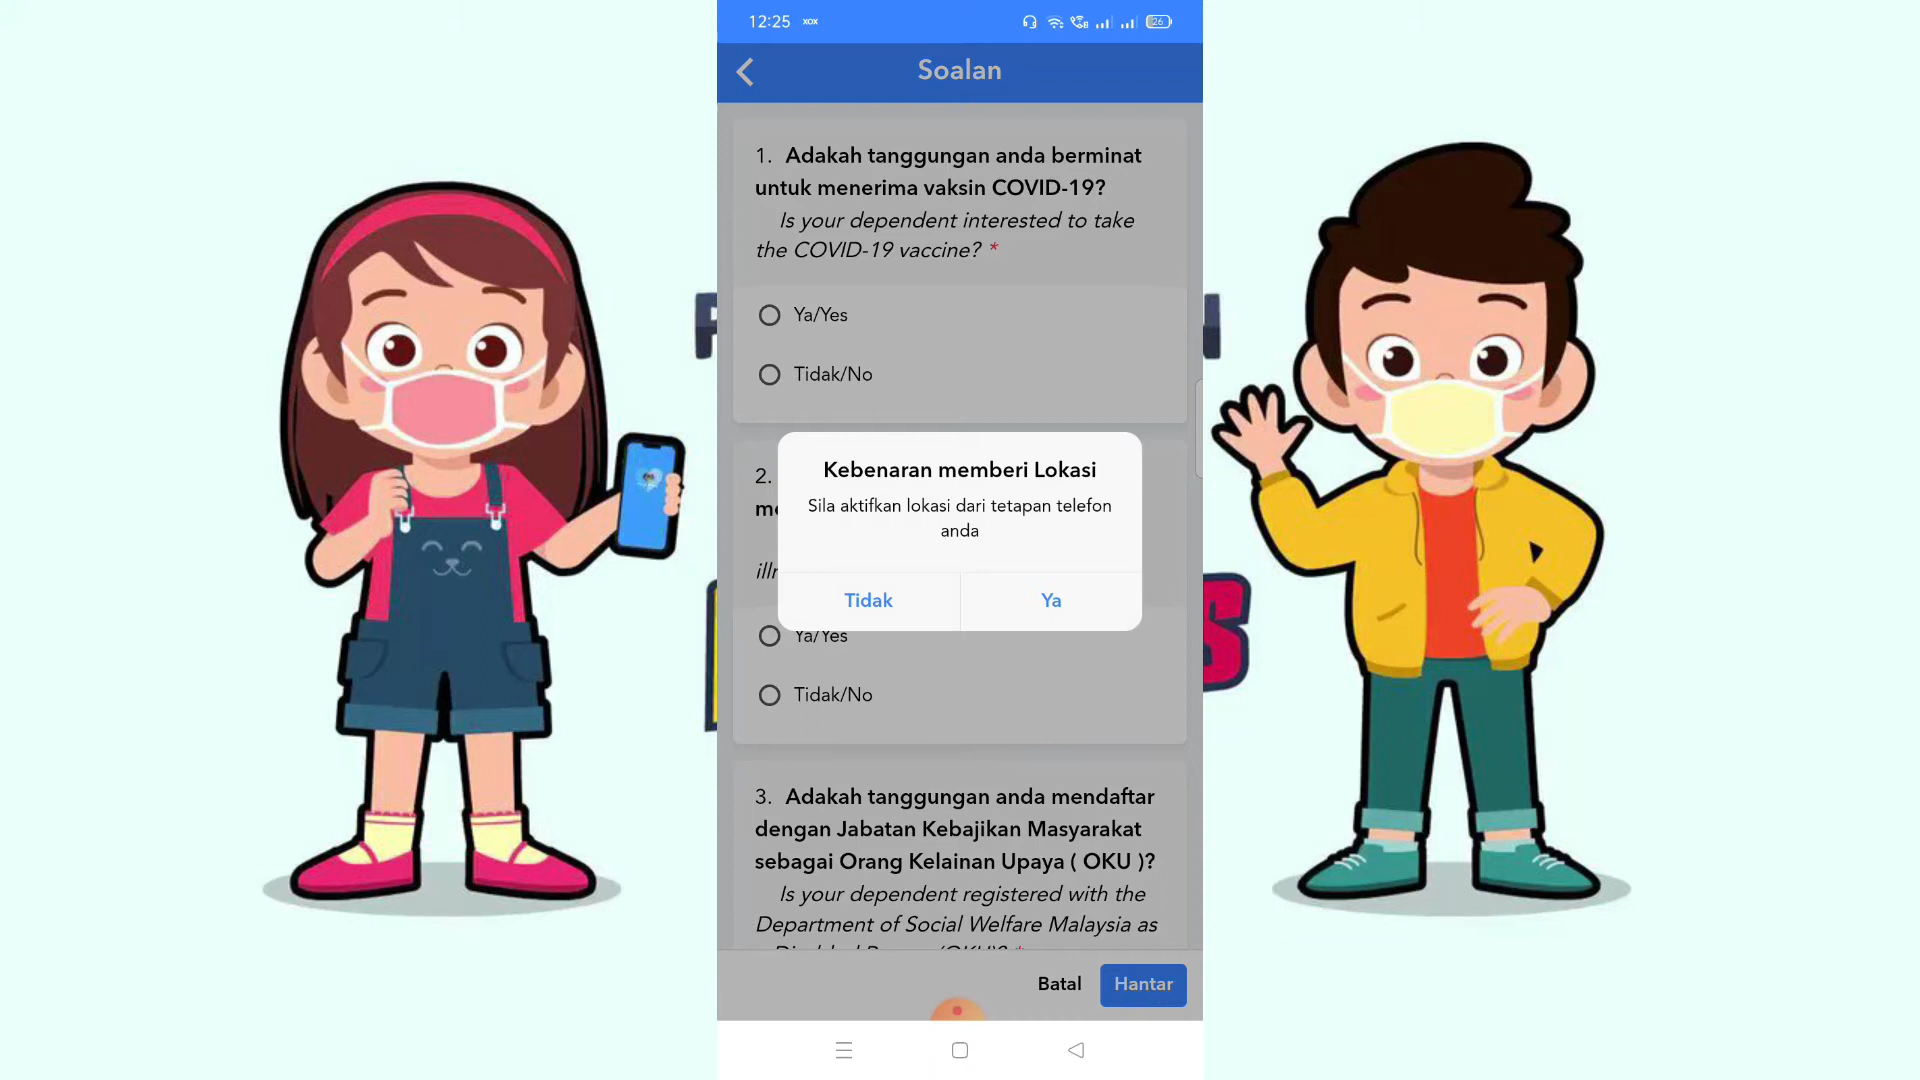 12:25 XOX 26
Soalan
1. Adakah tanggungan anda berminat
untuk menerima vaksin COVID-19?
Is your dependent interested to take
the COVID-19 vaccine? *
Ya/Yes
Tidak/No
2.
illn
Kebenaran memberi Lokasi
Sila aktifkan lokasi dari tetapan telefon
anda
Tidak Ya
Ya/Yes
Tidak/No
3. Adakah tanggungan anda mendaftar
dengan Jabatan Kebajikan Masyarakat
sebagai Orang Kelainan Upaya ( OKU )?
Is your dependent registered with the
Department of Social Welfare Malaysia as
Batal Hantar